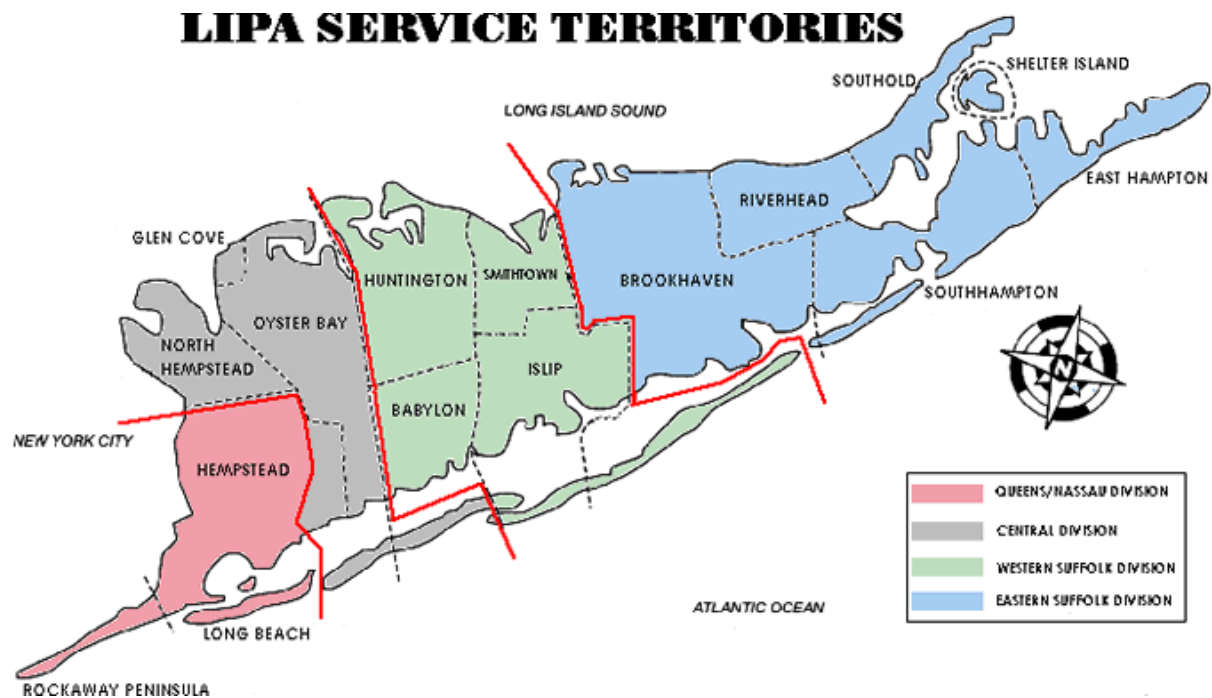 LIPA SERVICE TERRITORIES
SHELTER ISLAND
SOUTHOLD
LONG ISLAND SOUND
EAST HAMPTON
RIVERHEAD
GLEN COVE
HUNTINGTON
SMITHTOWN
BROOKHAVEN
SOUTHHAMPTON
OYSTER BAY
NORTH
HEMPSTEAD
ISLIP
N
BABYLON
NEW YORK CITY
HEMPSTEAD
QUEENS/NASSAU DIVISION
CENTRAL DIVISION
WESTERN SUFFOLK DIVISION
EASTERN SUFFOLK DIVISION
ATLANTIC OCEAN
LONG BEACH
ROCKAWAY PENINSULA